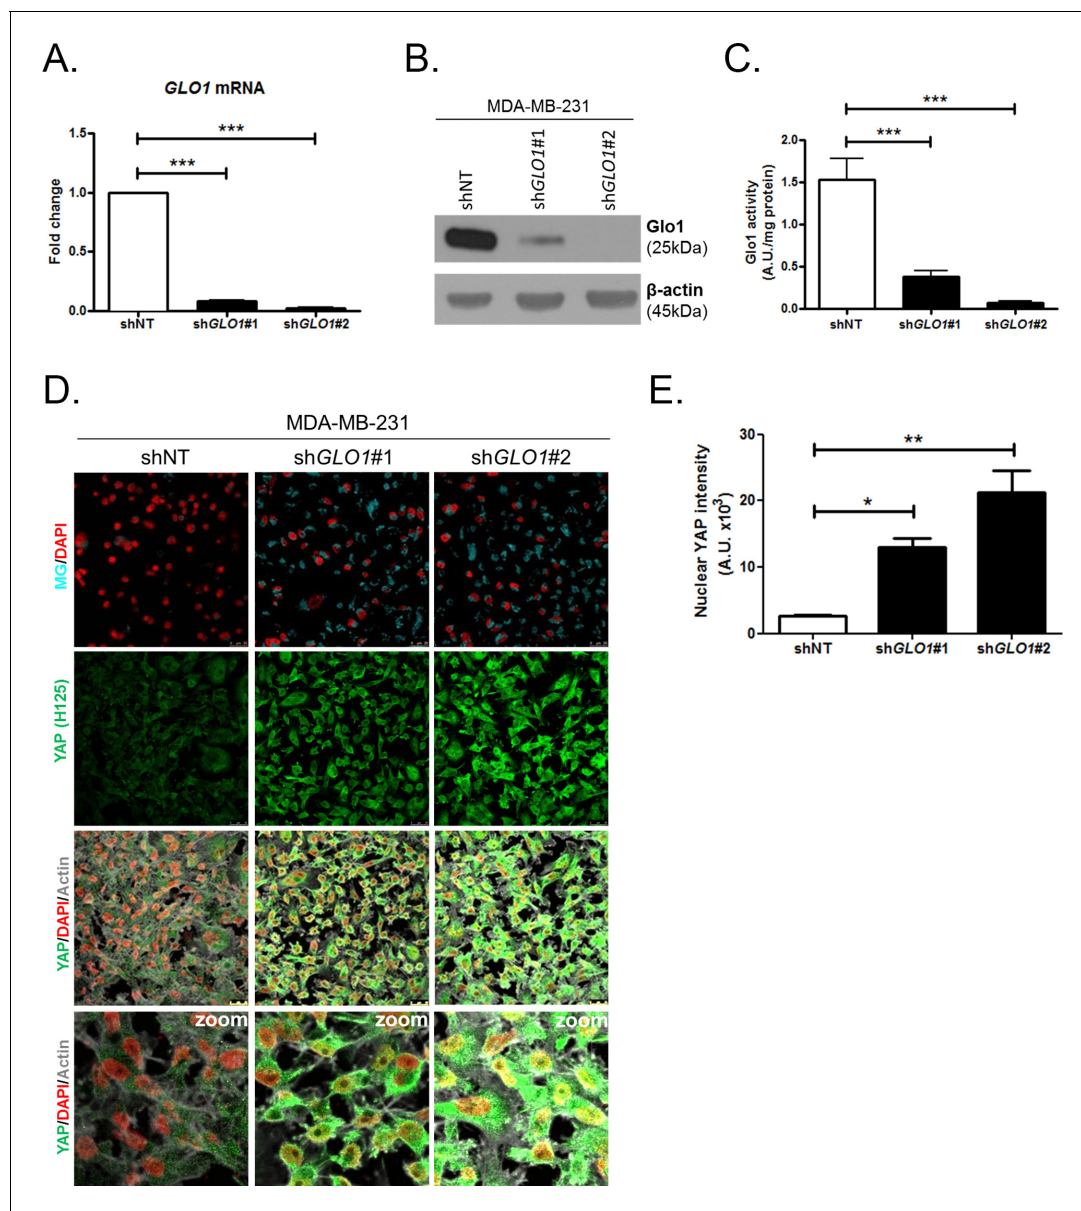 A.
GLO1 mRNA
Fold change
1.5
1.0
0.5
0.0
***
***
shNT
shGLO1#1
shGLO1#2
B.
MDA-MB-231
shNT
shGLO1#1
shGLO1#2
Glo1
(25kDa)
β-actin
(45kDa)
C.
Glo1 activity
(A.U./mg protein)
2.0
1.5
1.0
0.5
0.0
***
***
shNT
shGLO1#1
shGLO1#2
D.
MDA-MB-231
shNT
shGLO1#1
shGLO1#2
MG/DAPI
YAP (H125)
YAP/DAPI/Actin
YAP/DAPI/Actin
zoom
zoom
zoom
E.
Nuclear YAP intensity
(A.U. x10³)
30
20
10
0
**
*
shNT
shGLO1#1
shGLO1#2